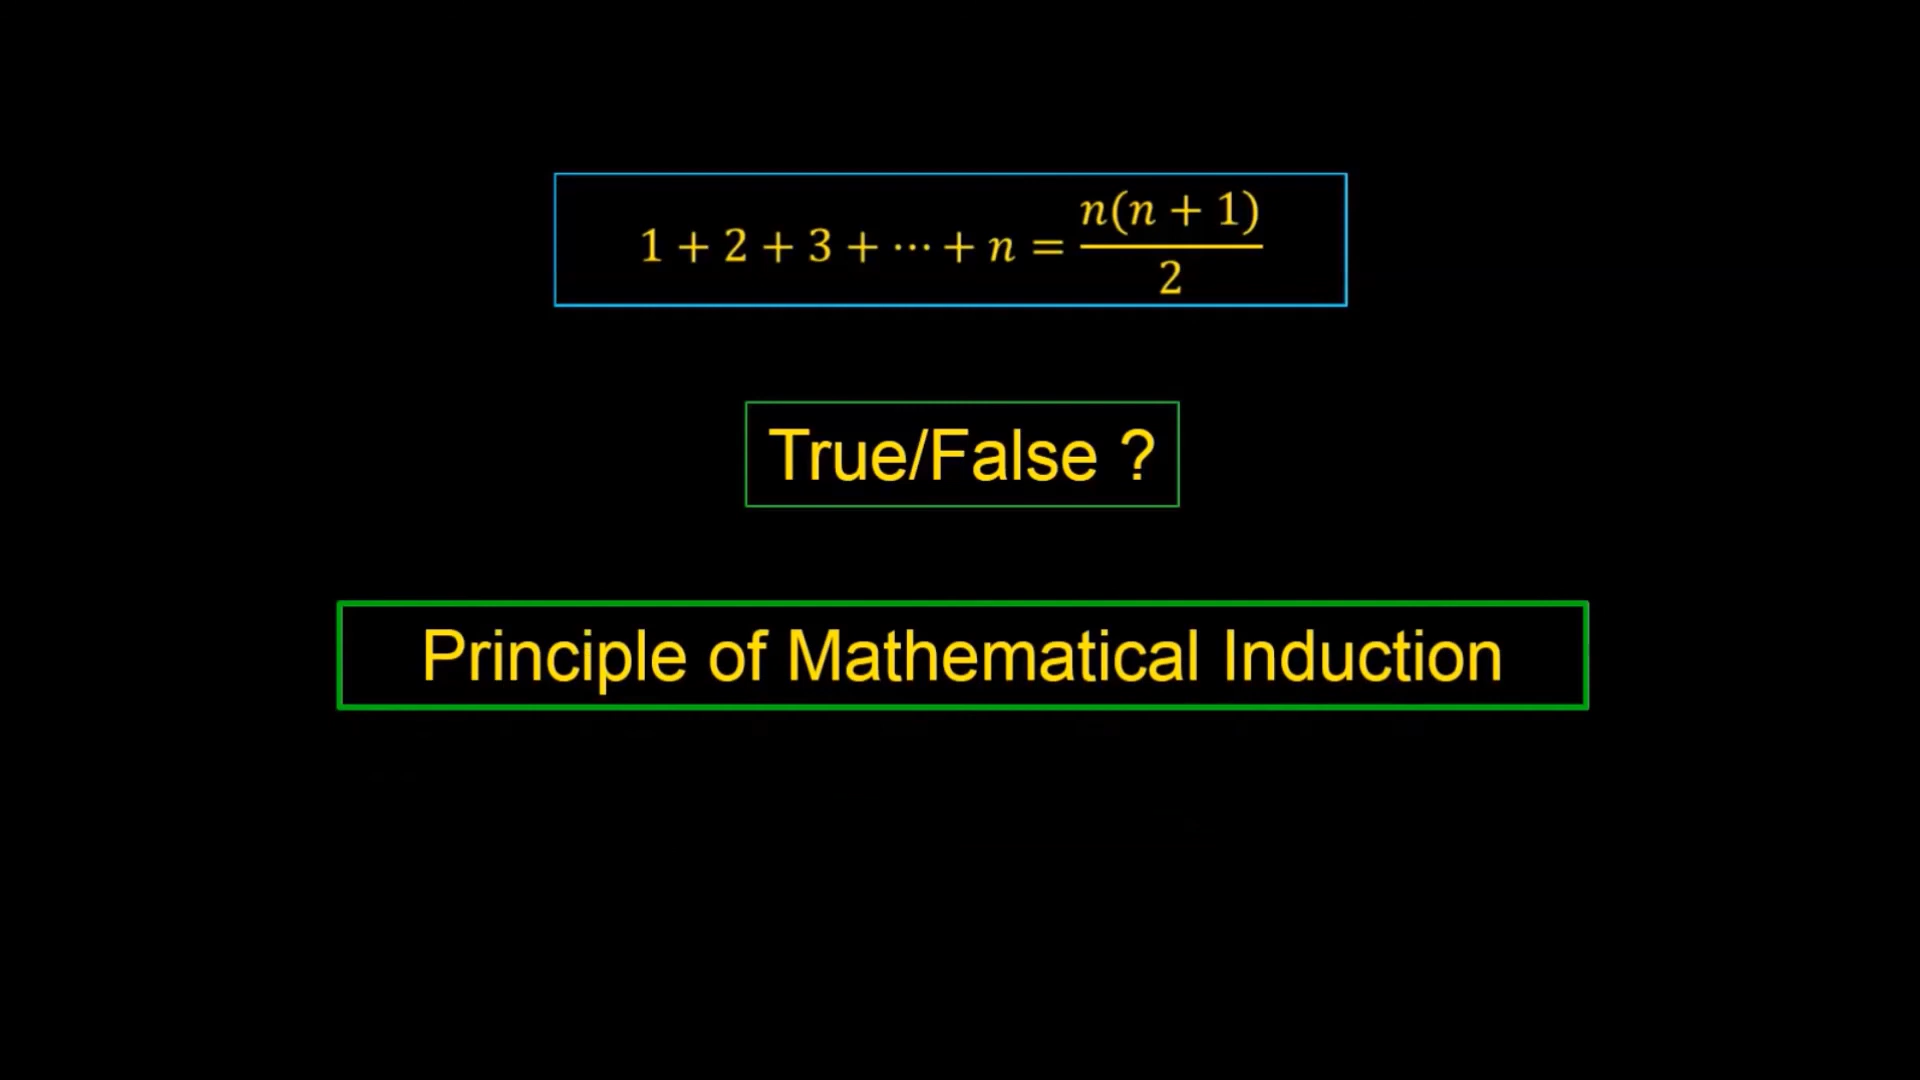 1 + 2 + 3 + ⋯ + n = n(n + 1)/2
True/False ?
Principle of Mathematical Induction